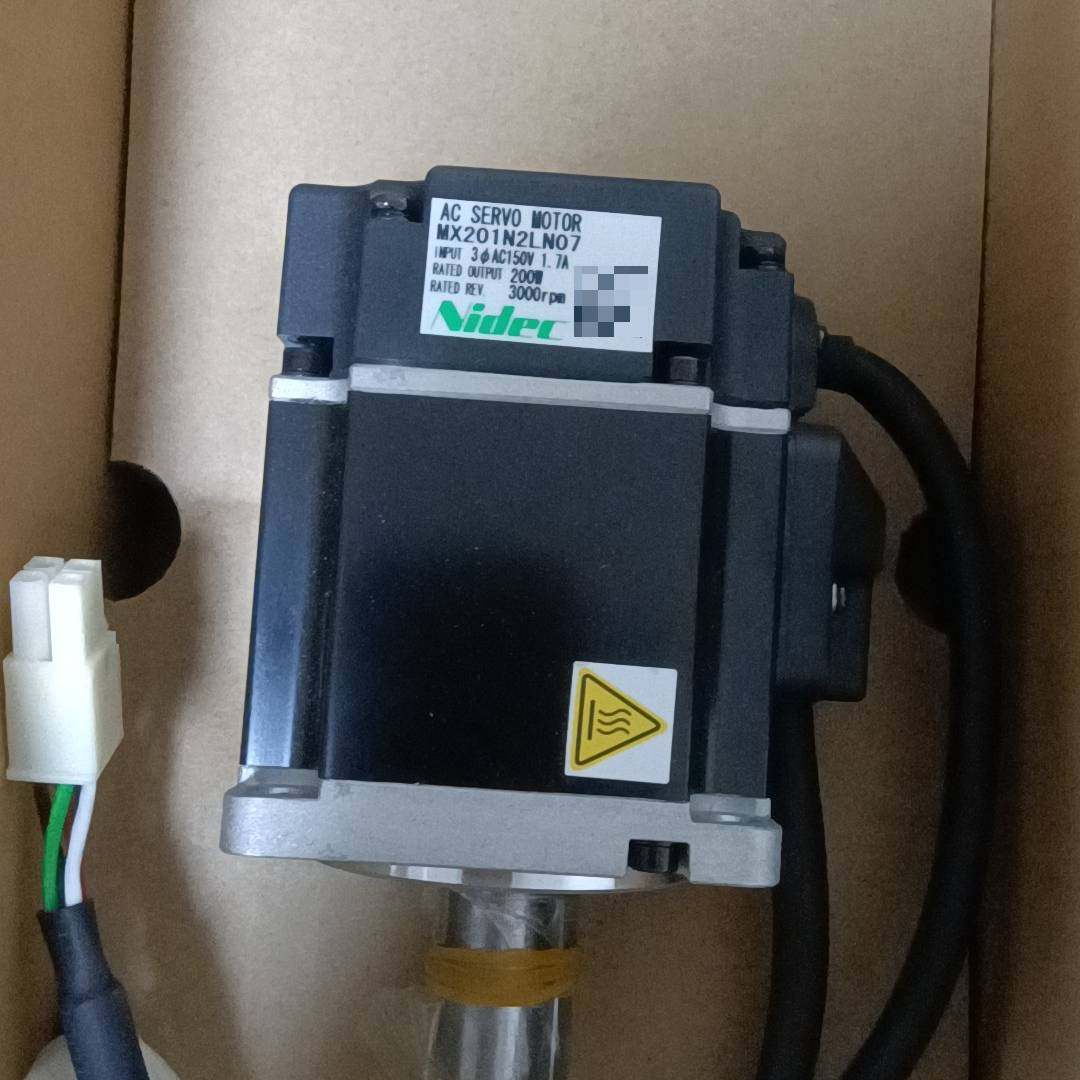 AC SERVO MOTOR
MX201N2LN07
INPUT 3φAC150V 1.7A
RATED OUTPUT 200W
RATED REV. 3000rpm
Nidec